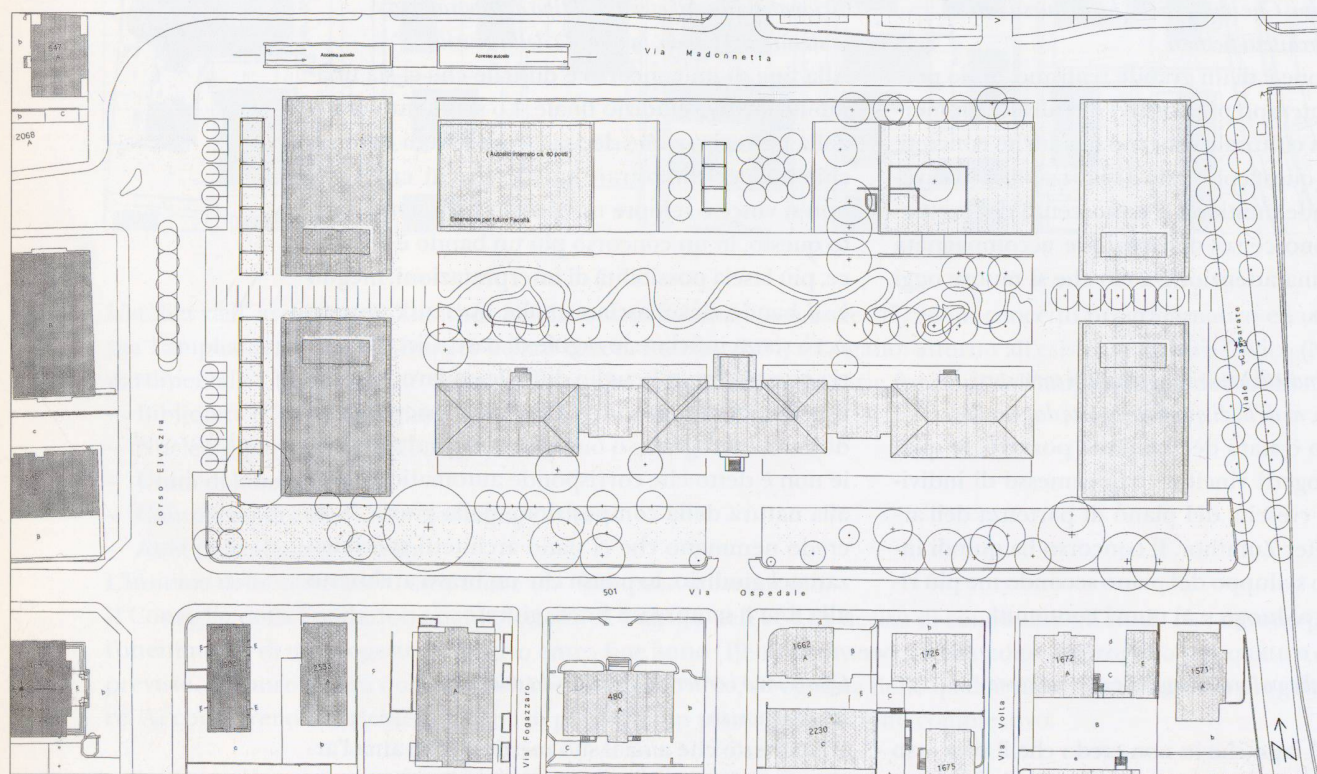 Accesso autosilo
Accesso autosilo
Via Madonnetta
647
A
b
b
C
2068
A
( Autosilo interrato ca. 80 posti )
Estensione per future Facoltà
Viale Cassarate
Corso Elvezia
B
c
B
501 Via Ospedale
E
E
E
E
A
c
2533
A
c
A
Via Fogazzaro
480
A
C
1662
A
d
d
B
E
2230
C
b
1726
A
C
1675
Via Volta
1672
A
E
C
B
b
1571
A
N